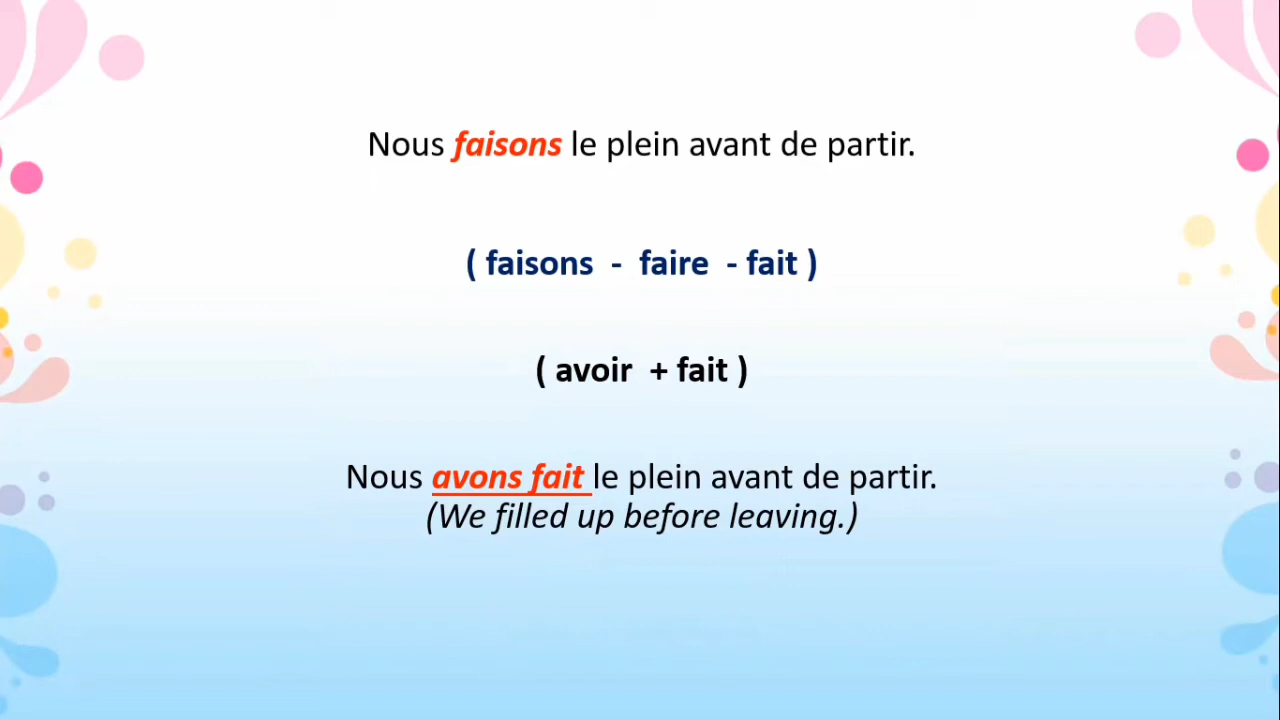 Nous faisons le plein avant de partir.
( faisons - faire - fait )
( avoir + fait )
Nous avons fait le plein avant de partir.
(We filled up before leaving.)